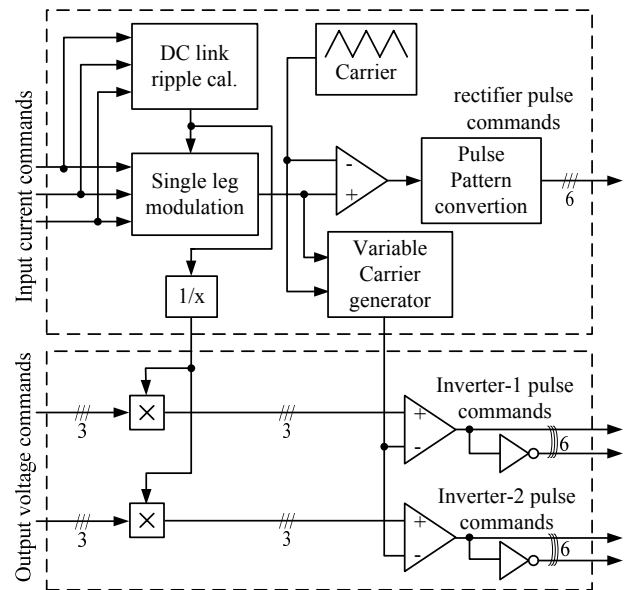 DC link
ripple cal.
Carrier
rectifier pulse
commands
Input current commands
Single leg
modulation
-
+
Pulse
Pattern
convertion
6
Variable
Carrier
generator
1/x
Output voltage commands
Inverter-1 pulse
commands
3
×
3
+
-
6
Inverter-2 pulse
commands
3
×
3
+
-
6